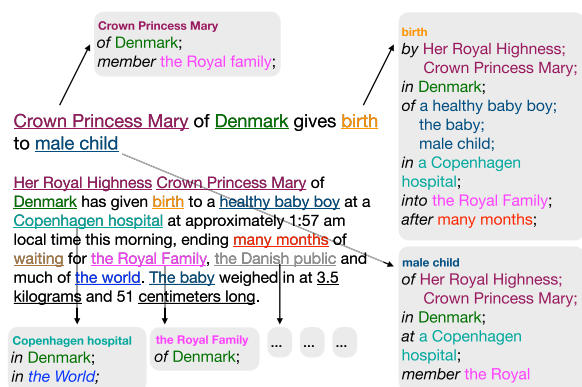 Crown Princess Mary
of Denmark;
member the Royal family;
Crown Princess Mary of Denmark gives birth
to male child
Her Royal Highness Crown Princess Mary of
Denmark has given birth to a healthy baby boy at a
Copenhagen hospital at approximately 1:57 am
local time this morning, ending many months of
waiting for the Royal Family, the Danish public and
much of the world. The baby weighed in at 3.5
kilograms and 51 centimeters long.
Copenhagen hospital
in Denmark;
in the World;
the Royal Family
of Denmark;
...
...
...
birth
by Her Royal Highness;
Crown Princess Mary;
in Denmark;
of a healthy baby boy;
the baby;
male child;
in a Copenhagen
hospital;
into the Royal Family;
after many months;
male child
of Her Royal Highness;
Crown Princess Mary;
in Denmark;
at a Copenhagen
hospital;
member the Royal